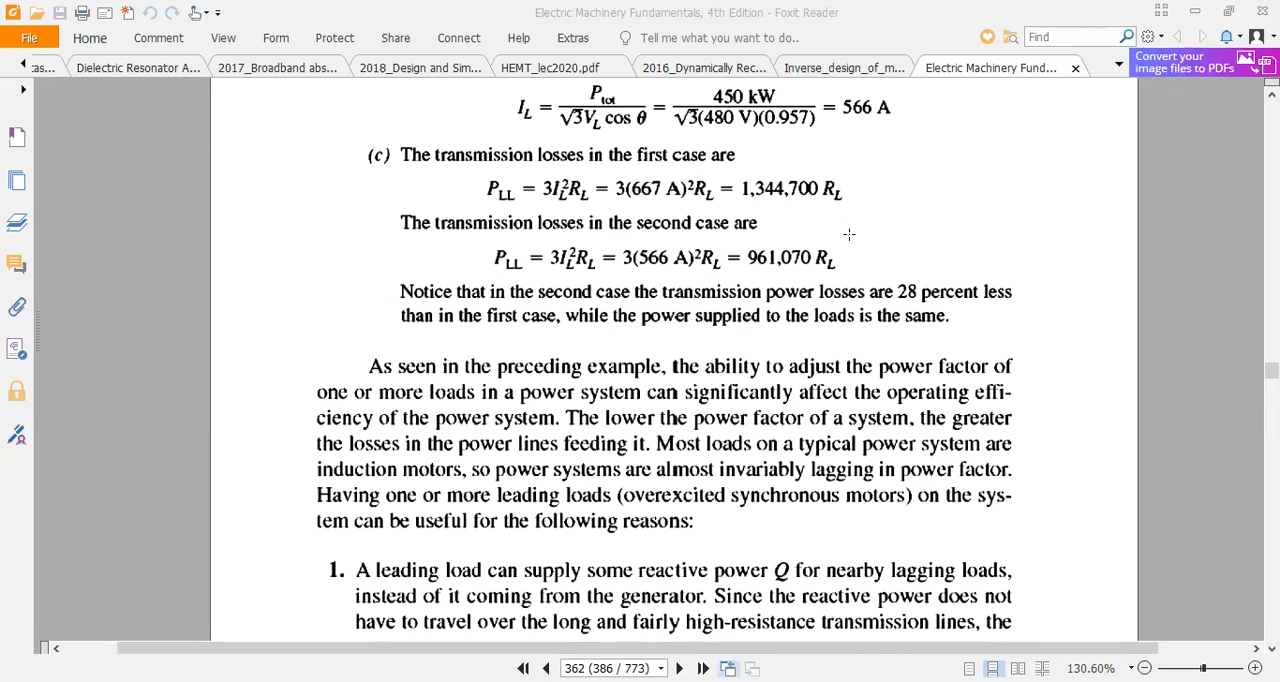 Electric Machinery Fundamentals, 4th Edition - Foxit Reader
File Home Comment View Form Protect Share Connect Help Extras Tell me what you want to do.. Find
:as... Dielectric Resonator A... 2017_Broadband abs... 2018_Design and sim... HEMT_lec2020.pdf 2016_Dynamically Rec... Inverse_design_of_m... Electric Machinery Fund...
Convert your
image files to PDFs
I_L = P_tot / √3V_L cos θ = 450 kW / √3(480 V)(0.957) = 566 A
(c) The transmission losses in the first case are
P_LL = 3I_L²R_L = 3(667 A)²R_L = 1,344,700 R_L
The transmission losses in the second case are
P_LL = 3I_L²R_L = 3(566 A)²R_L = 961,070 R_L
Notice that in the second case the transmission power losses are 28 percent less
than in the first case, while the power supplied to the loads is the same.
As seen in the preceding example, the ability to adjust the power factor of
one or more loads in a power system can significantly affect the operating effi-
ciency of the power system. The lower the power factor of a system, the greater
the losses in the power lines feeding it. Most loads on a typical power system are
induction motors, so power systems are almost invariably lagging in power factor.
Having one or more leading loads (overexcited synchronous motors) on the sys-
tem can be useful for the following reasons:
1. A leading load can supply some reactive power Q for nearby lagging loads,
instead of it coming from the generator. Since the reactive power does not
have to travel over the long and fairly high-resistance transmission lines, the
362 (386 / 773) 130.60%